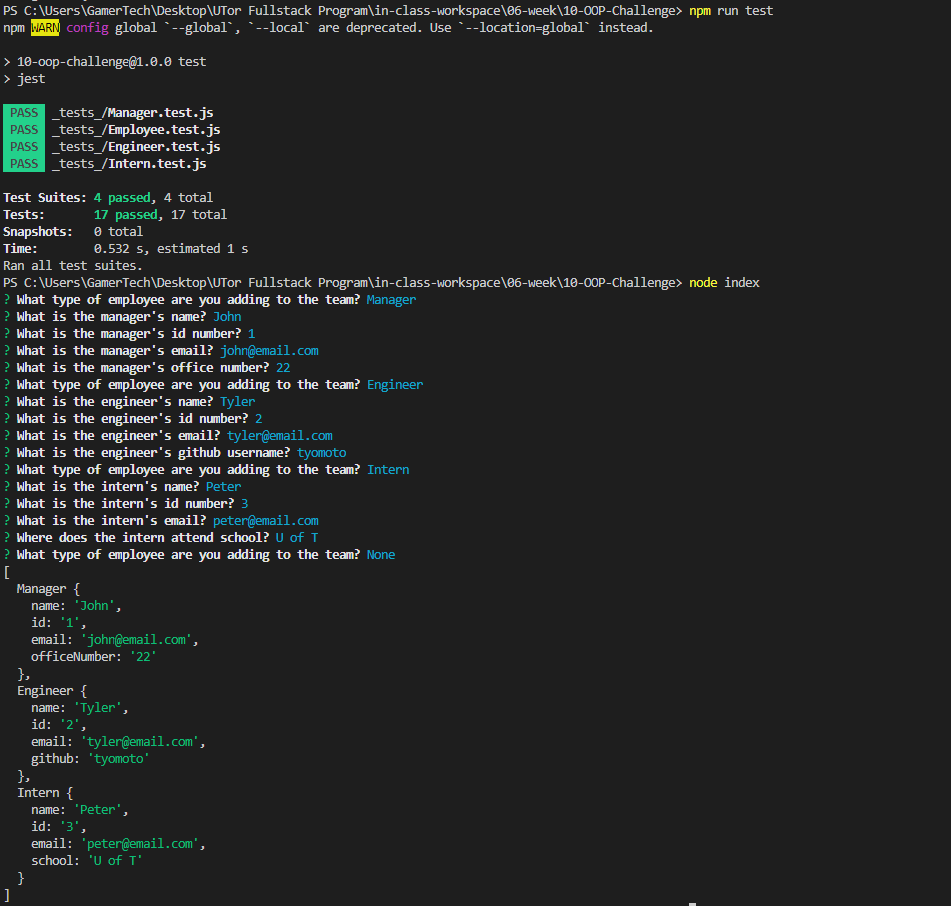 PS C:\Users\GamerTech\Desktop\UTor Fullstack Program\in-class-workspace\06-week\10-OOP-Challenge> npm run test
npm WARN config global `--global`, `--local` are deprecated. Use `--location=global` instead.
> 10-oop-challenge@1.0.0 test
> jest
PASS _tests_/Manager.test.js
PASS _tests_/Employee.test.js
PASS _tests_/Engineer.test.js
PASS _tests_/Intern.test.js
Test Suites: 4 passed, 4 total
Tests:       17 passed, 17 total
Snapshots:   0 total
Time:        0.532 s, estimated 1 s
Ran all test suites.
PS C:\Users\GamerTech\Desktop\UTor Fullstack Program\in-class-workspace\06-week\10-OOP-Challenge> node index
? What type of employee are you adding to the team? Manager
? What is the manager's name? John
? What is the manager's id number? 1
? What is the manager's email? john@email.com
? What is the manager's office number? 22
? What type of employee are you adding to the team? Engineer
? What is the engineer's name? Tyler
? What is the engineer's id number? 2
? What is the engineer's email? tyler@email.com
? What is the engineer's github username? tyomoto
? What type of employee are you adding to the team? Intern
? What is the intern's name? Peter
? What is the intern's id number? 3
? What is the intern's email? peter@email.com
? Where does the intern attend school? U of T
? What type of employee are you adding to the team? None
[
  Manager {
    name: 'John',
    id: '1',
    email: 'john@email.com',
    officeNumber: '22'
  },
  Engineer {
    name: 'Tyler',
    id: '2',
    email: 'tyler@email.com',
    github: 'tyomoto'
  },
  Intern {
    name: 'Peter',
    id: '3',
    email: 'peter@email.com',
    school: 'U of T'
  }
]